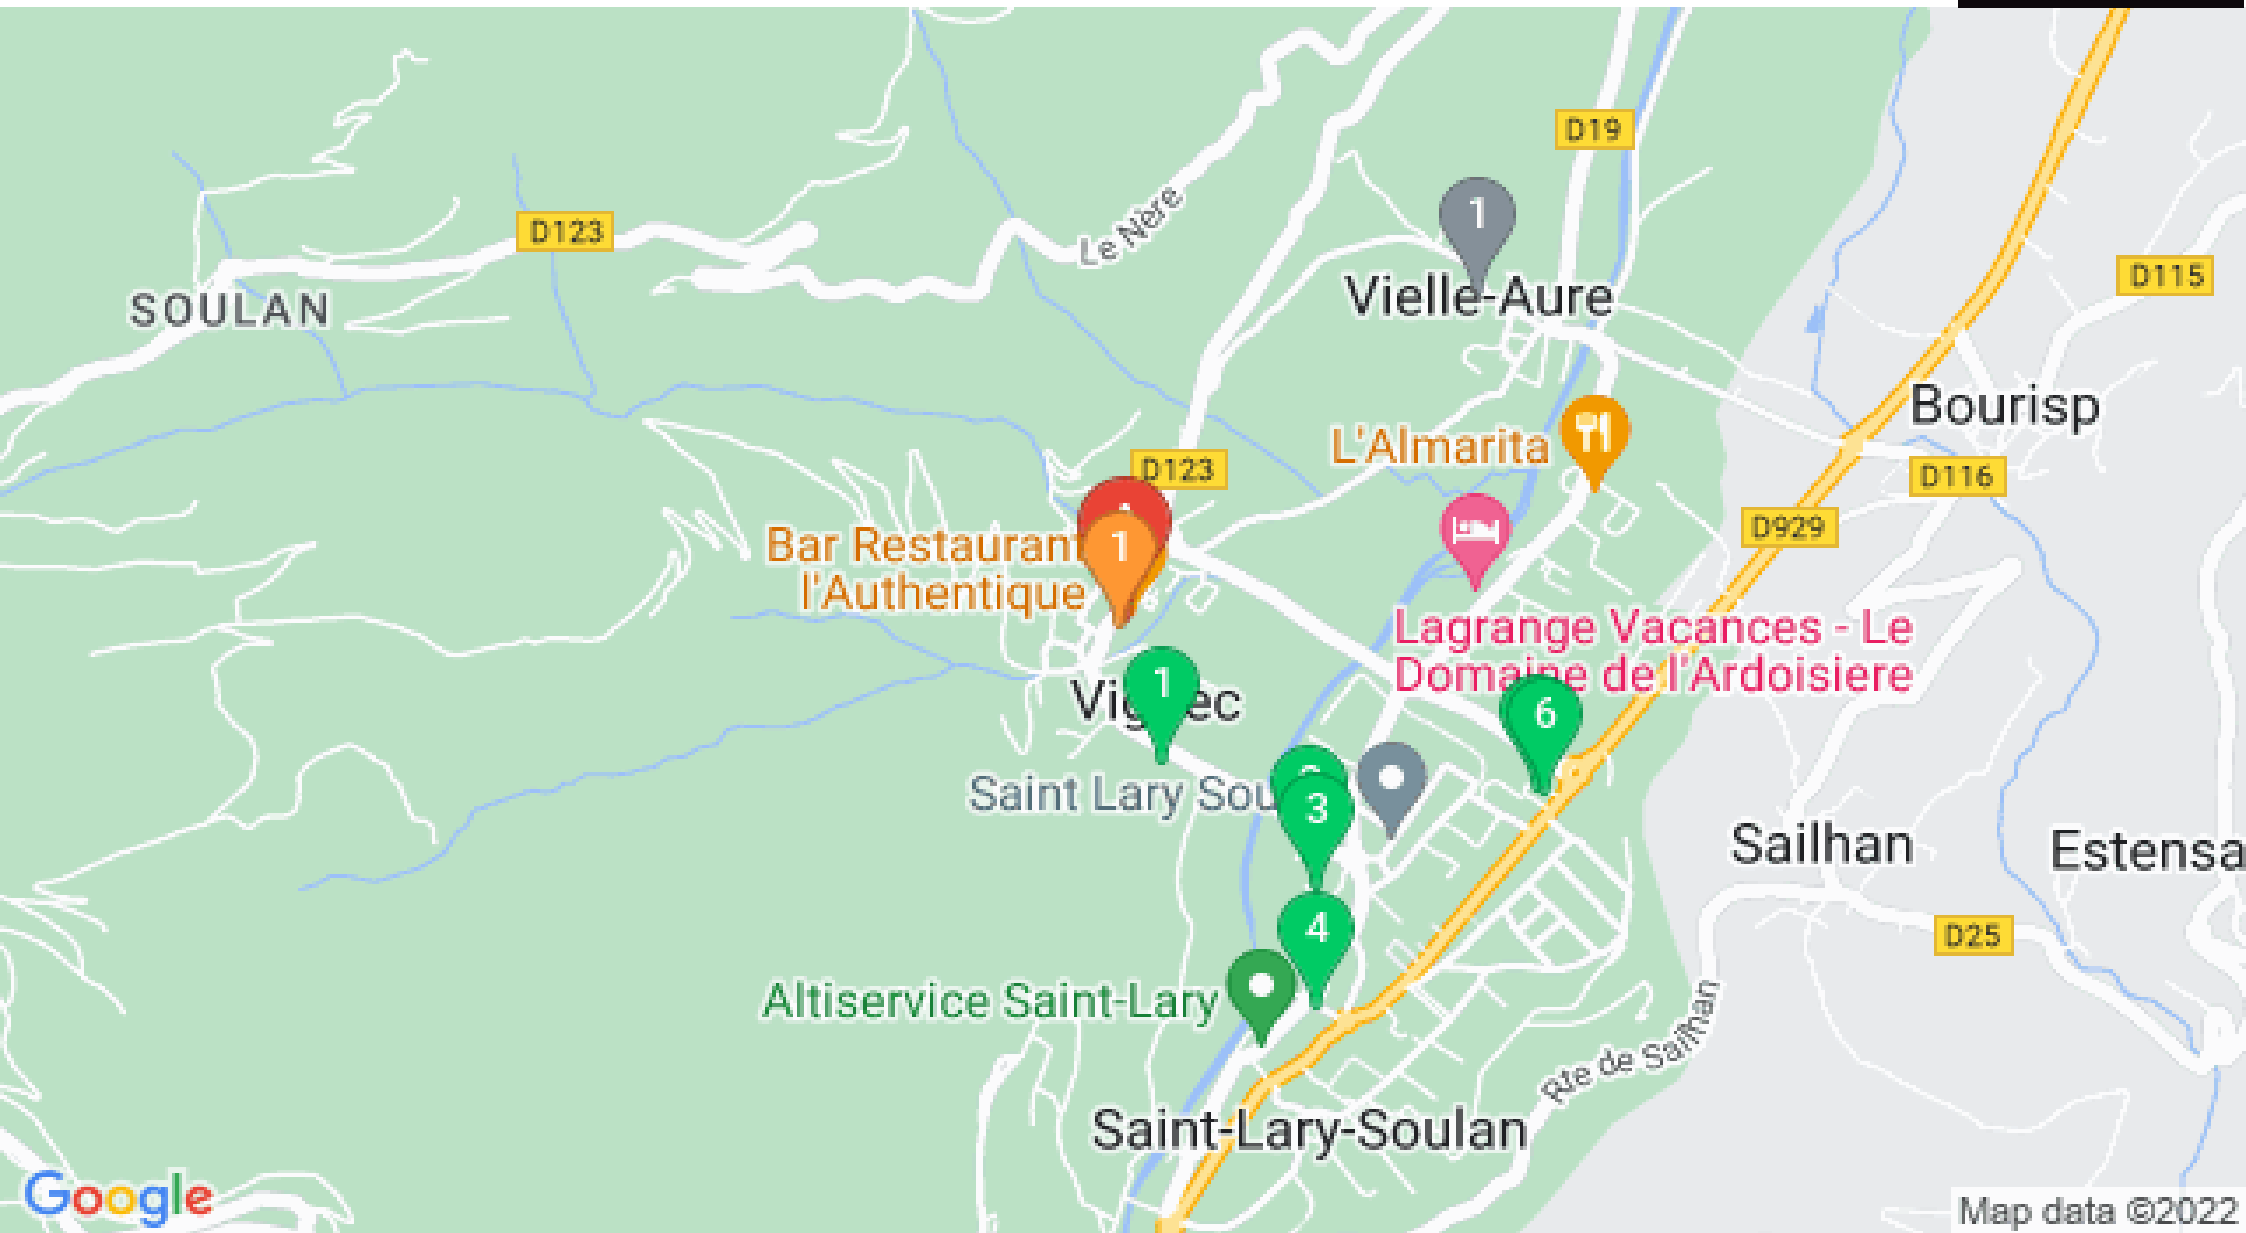 D19
Le Nère
1
D123
D115
SOULAN
Vielle-Aure
Bourisp
L'Almarita
D123
D116
D929
Bar Restaurant
l'Authentique
1
Lagrange Vacances - Le
Domaine de l'Ardoisiere
1
6
Saint Lary Sou
3
Sailhan
Estensa
4
D25
Altiservice Saint-Lary
Rte de Sailhan
Saint-Lary-Soulan
Google
Map data ©2022